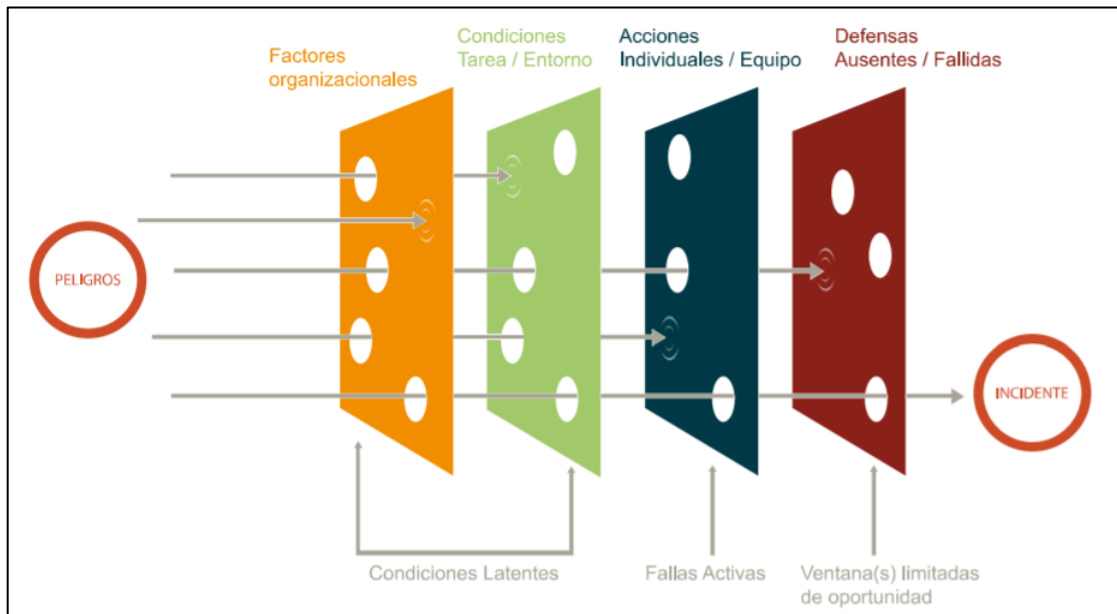 Factores
organizacionales
Condiciones
Tarea / Entorno
Acciones
Individuales / Equipo
Defensas
Ausentes / Fallidas
PELIGROS
INCIDENTE
Condiciones Latentes
Fallas Activas
Ventana(s) limitadas
de oportunidad